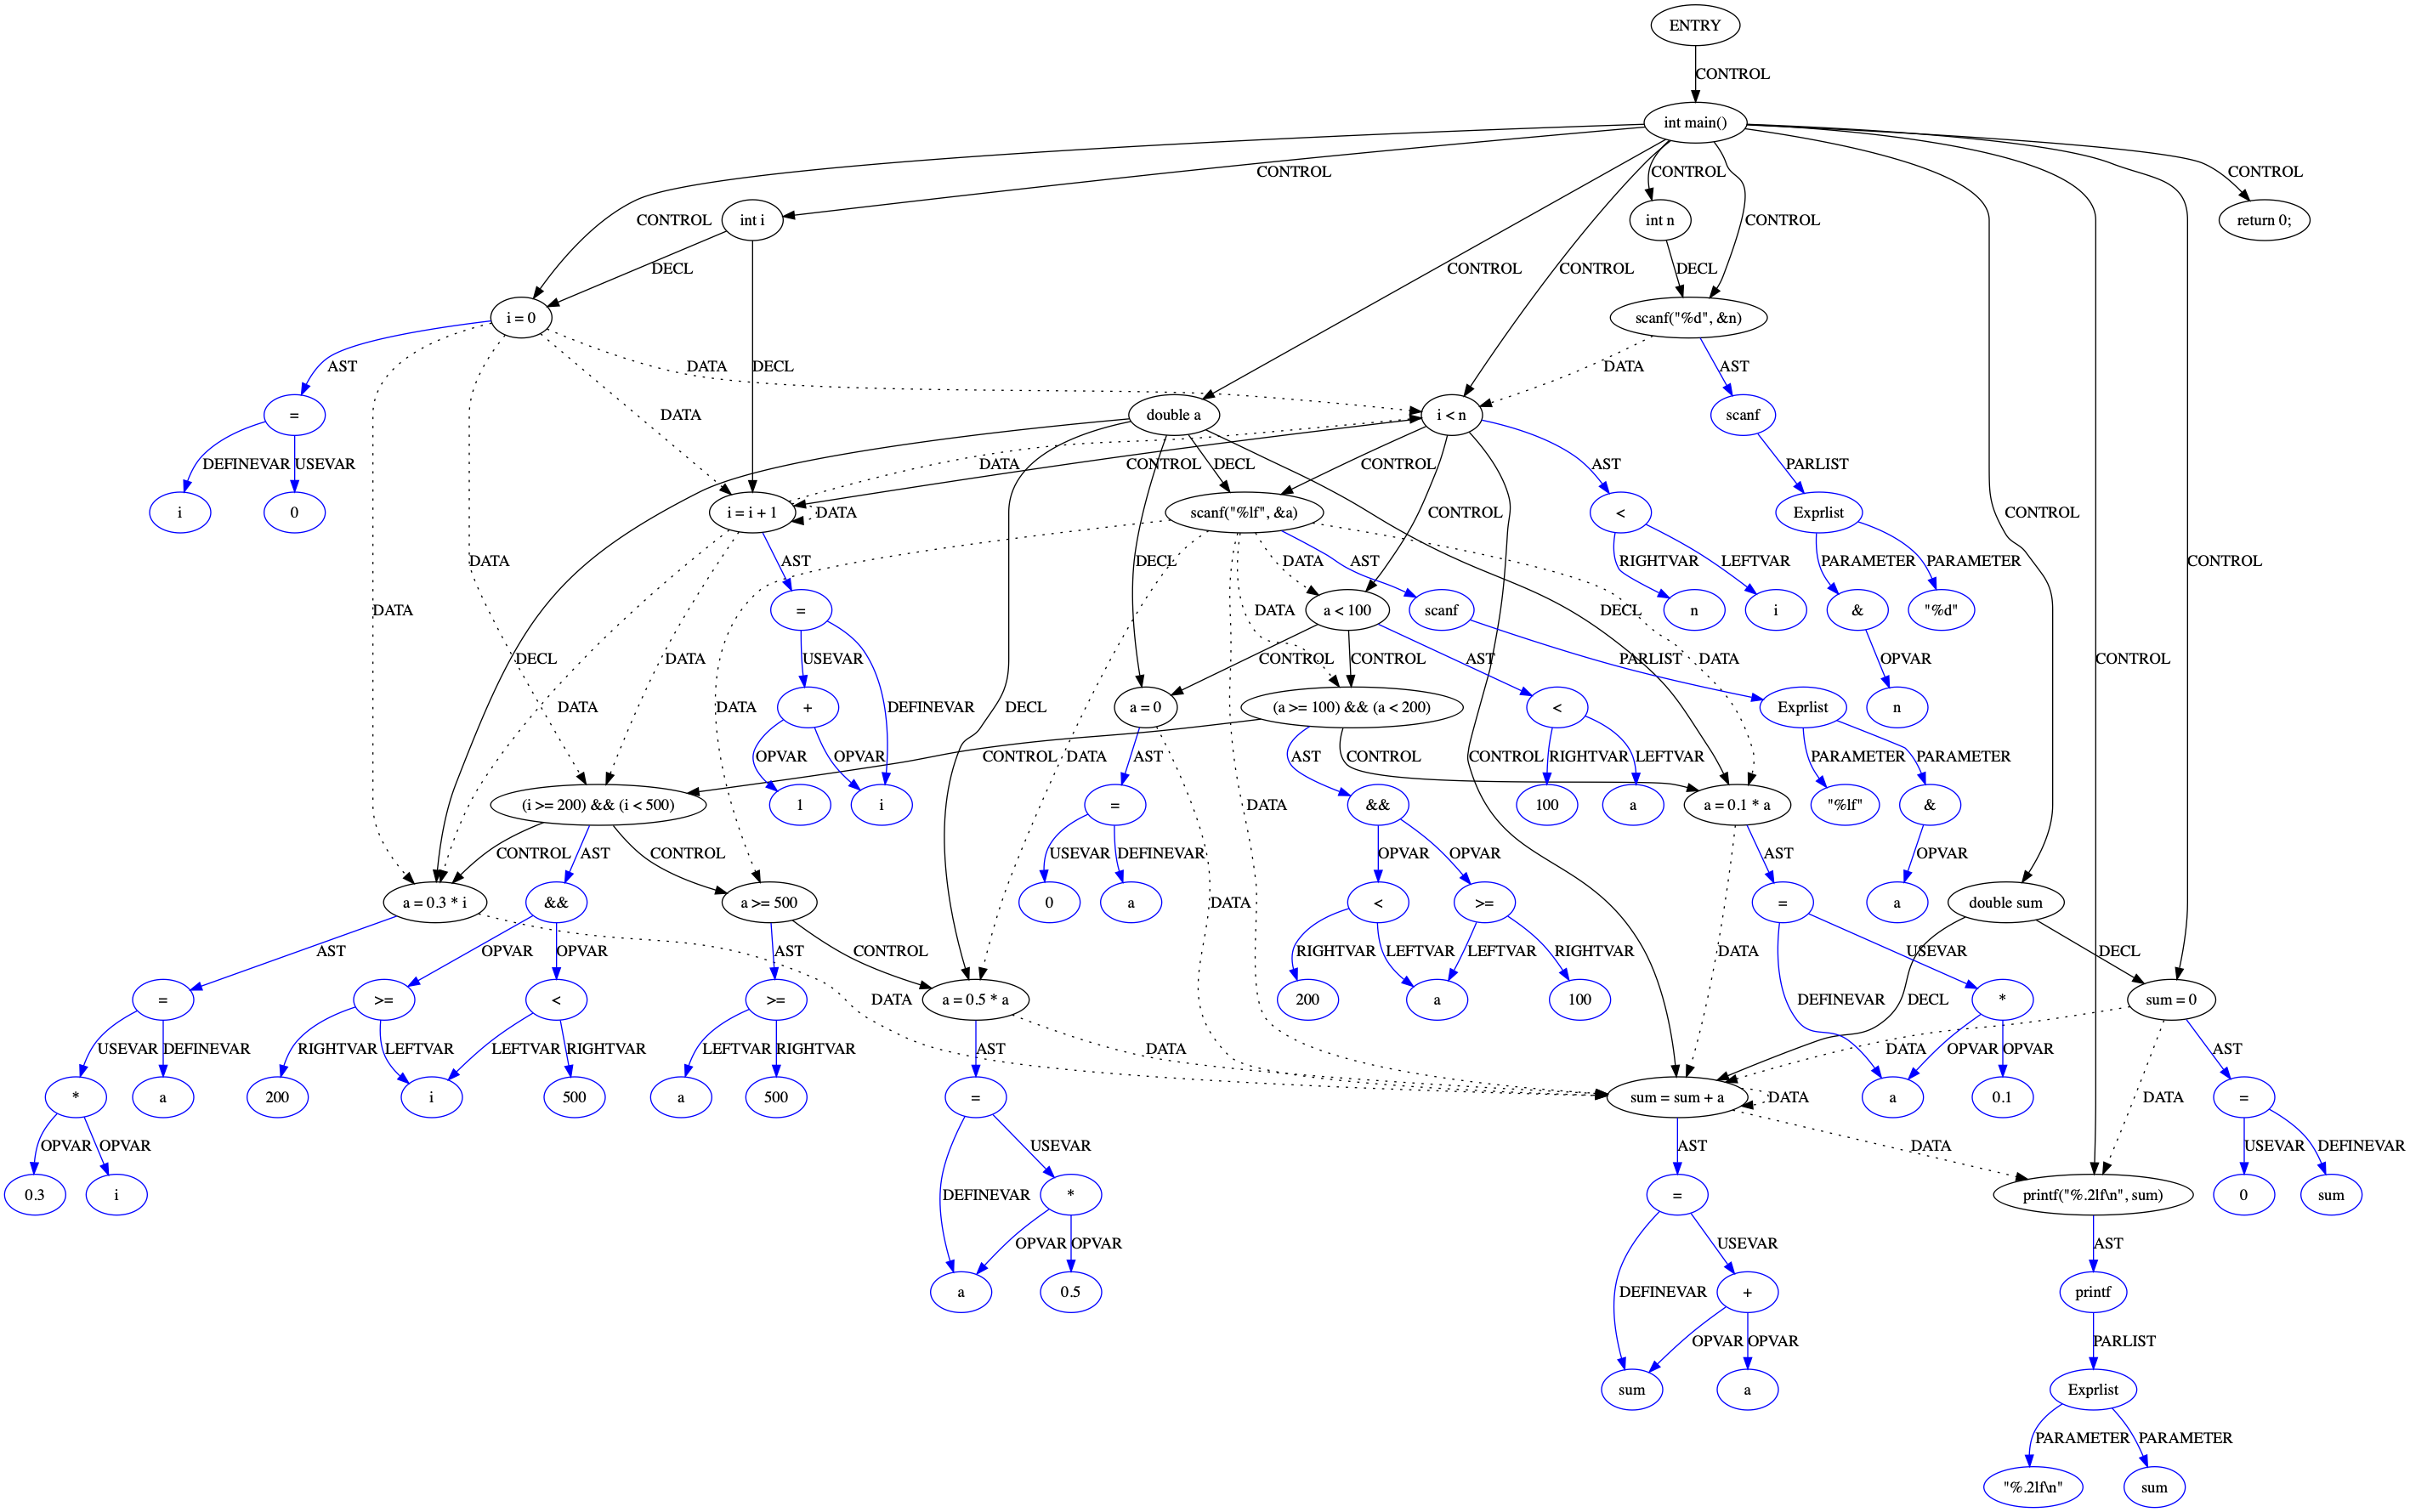 ENTRY
CONTROL
int main()
CONTROL
CONTROL
CONTROL
CONTROL
int i
CONTROL
int n
CONTROL
return 0;
DECL
CONTROL
CONTROL
DECL
CONTROL
CONTROL
CONTROL
i = 0
scanf("%d", &n)
AST
DATA
DECL
DATA
AST
=
DATA
double a
i < n
scanf
DEFINEVAR
USEVAR
DATA
CONTROL
DECL
CONTROL
AST
PARLIST
i
0
i = i + 1
DATA
scanf("%lf", &a)
CONTROL
<
Exprlist
DATA
AST
DECL
DATA
AST
RIGHTVAR
LEFTVAR
PARAMETER
PARAMETER
DATA
=
DATA
a < 100
scanf
DECL
n
i
&
"%d"
DECL
DATA
USEVAR
CONTROL
CONTROL
AST
PARLIST
DATA
OPVAR
CONTROL
DATA
+
DEFINEVAR
DATA
DECL
a = 0
(a >= 100) && (a < 200)
<
Exprlist
n
OPVAR
OPVAR
CONTROL
DATA
AST
AST
CONTROL
CONTROL
RIGHTVAR
LEFTVAR
PARAMETER
PARAMETER
(i >= 200) && (i < 500)
1
i
=
DATA
&&
100
a
a = 0.1 * a
"%lf"
&
CONTROL
AST
CONTROL
USEVAR
DEFINEVAR
OPVAR
OPVAR
AST
OPVAR
a = 0.3 * i
&&
a >= 500
0
a
DATA
<
>=
=
a
double sum
AST
OPVAR
OPVAR
AST
CONTROL
RIGHTVAR
LEFTVAR
LEFTVAR
RIGHTVAR
DATA
USEVAR
DECL
=
>=
<
>=
DATA
a = 0.5 * a
200
a
100
DEFINEVAR
*
DECL
sum = 0
USEVAR
DEFINEVAR
RIGHTVAR
LEFTVAR
LEFTVAR
RIGHTVAR
LEFTVAR
RIGHTVAR
AST
DATA
OPVAR
OPVAR
DATA
AST
*
a
200
i
500
a
500
=
sum = sum + a
DATA
a
0.1
DATA
=
OPVAR
OPVAR
USEVAR
AST
DATA
USEVAR
DEFINEVAR
0.3
i
DEFINEVAR
*
=
printf("%.2lf\n", sum)
0
sum
OPVAR
OPVAR
USEVAR
AST
a
0.5
DEFINEVAR
+
printf
OPVAR
OPVAR
PARLIST
sum
a
Exprlist
PARAMETER
PARAMETER
"%.2lf\n"
sum